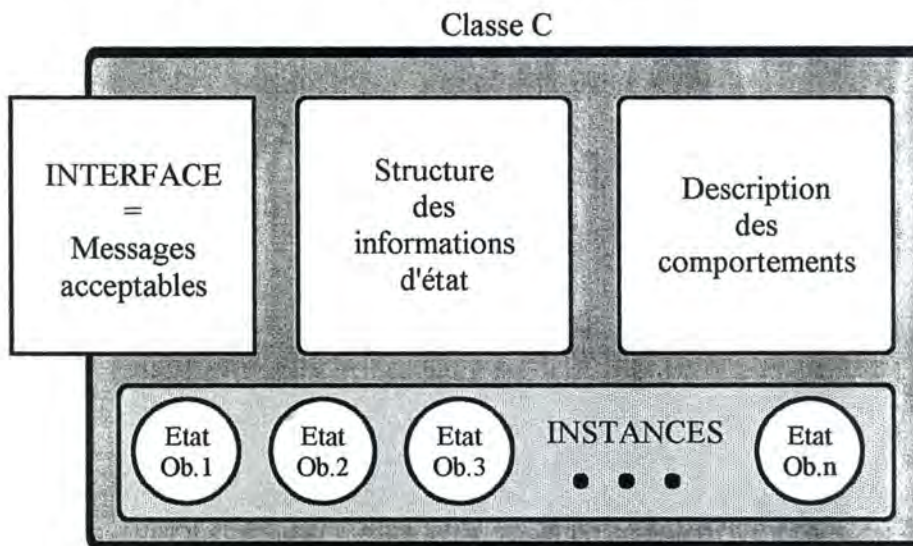 Classe C
INTERFACE
=
Messages
acceptables
Structure
des
informations
d'état
Description
des
comportements
Etat
Ob.1
Etat
Ob.2
Etat
Ob.3
INSTANCES
Etat
Ob.n